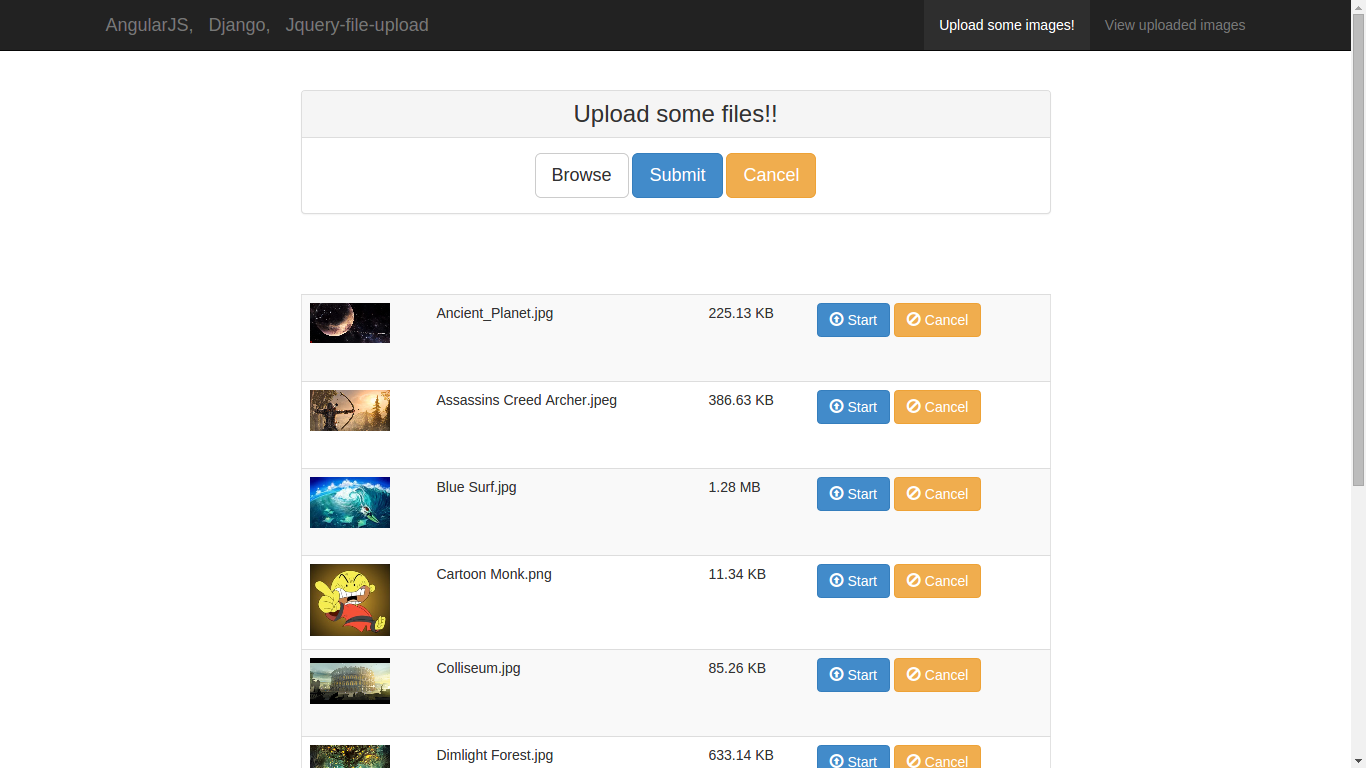 AngularJS, Django, Jquery-file-upload Upload some images! View uploaded images
Upload some files!!
Browse Submit Cancel
Ancient_Planet.jpg 225.13 KB Start Cancel
Assassins Creed Archer.jpeg 386.63 KB Start Cancel
Blue Surf.jpg 1.28 MB Start Cancel
Cartoon Monk.png 11.34 KB Start Cancel
Colliseum.jpg 85.26 KB Start Cancel
Dimlight Forest.jpg 633.14 KB Start Cancel